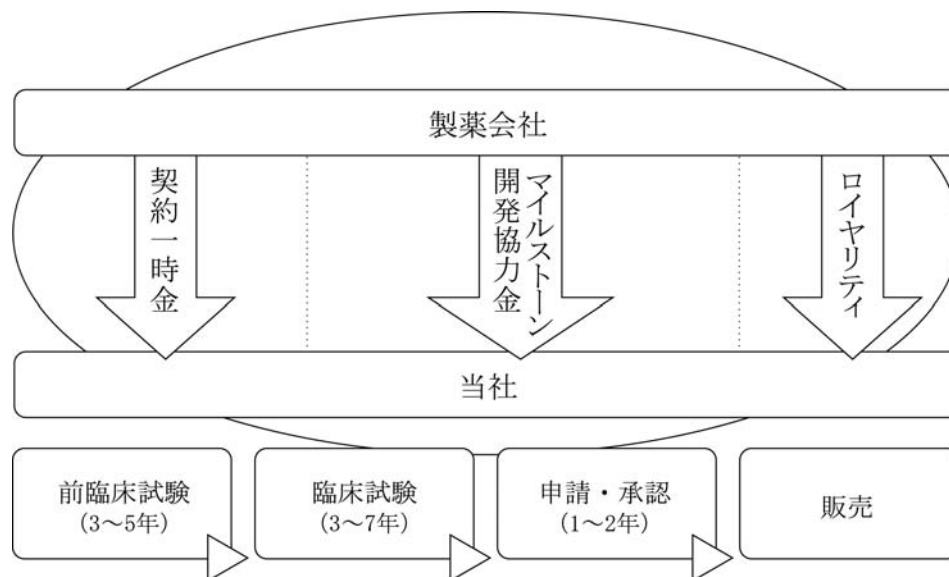 製薬会社
契約一時金
マイルストーン
開発協力金
ロイヤリティ
当社
前臨床試験
(3～5年)
臨床試験
(3～7年)
申請・承認
(1～2年)
販売